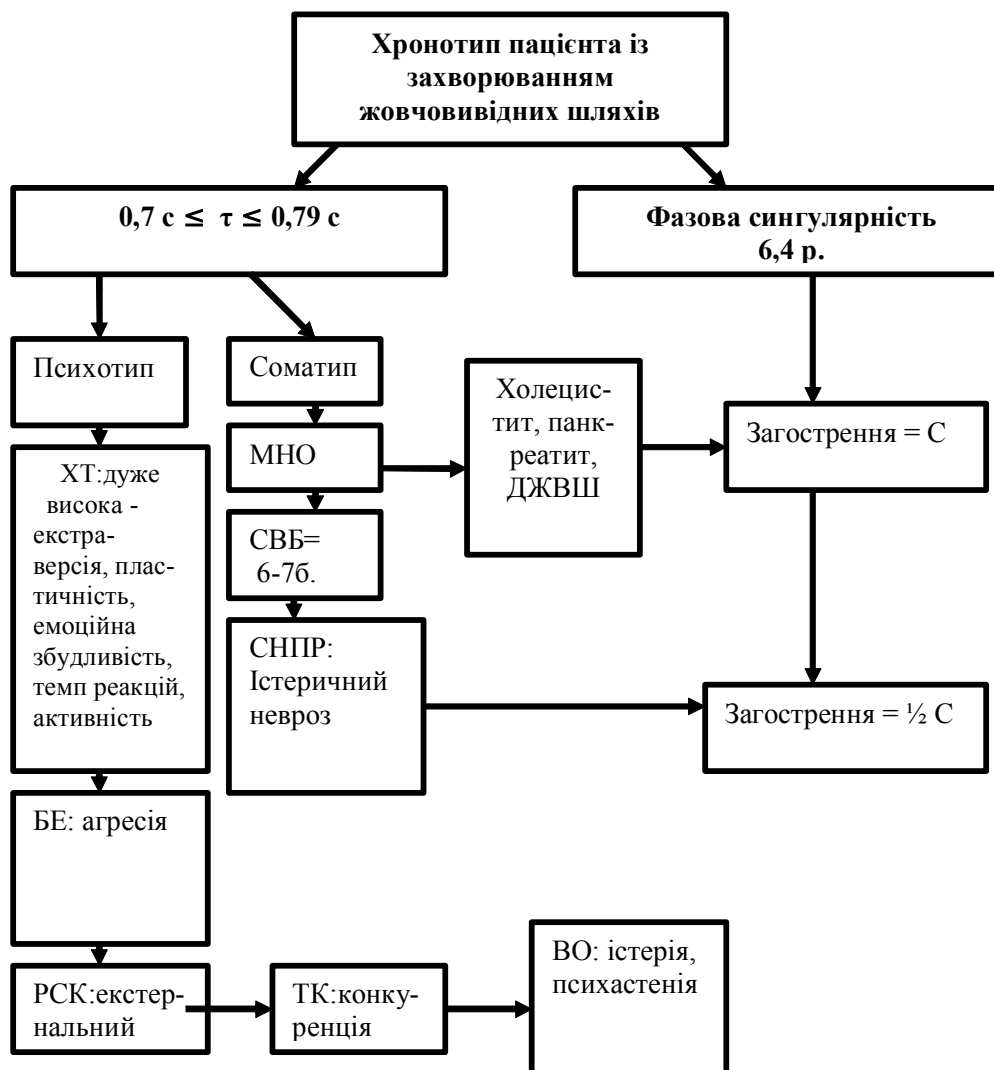 Хронотип пацієнта із
захворюванням
жовчовивідних шляхів
0,7 с ≤ τ ≤ 0,79 с
Фазова сингулярність
6,4 р.
Психотип
Соматип
Холецис-
тит, панк-
реатит,
ДЖВШ
Загострення = С
МНО
ХТ:дуже
висока -
екстра-
версія, плас-
тичність,
емоційна
збудливість,
темп реакцій,
активність
СВБ=
6-7б.
СНПР:
Істеричний
невроз
Загострення = ½ С
БЕ: агресія
РСК:екстер-
нальний
ТК:конку-
ренція
ВО: істерія,
психастенія